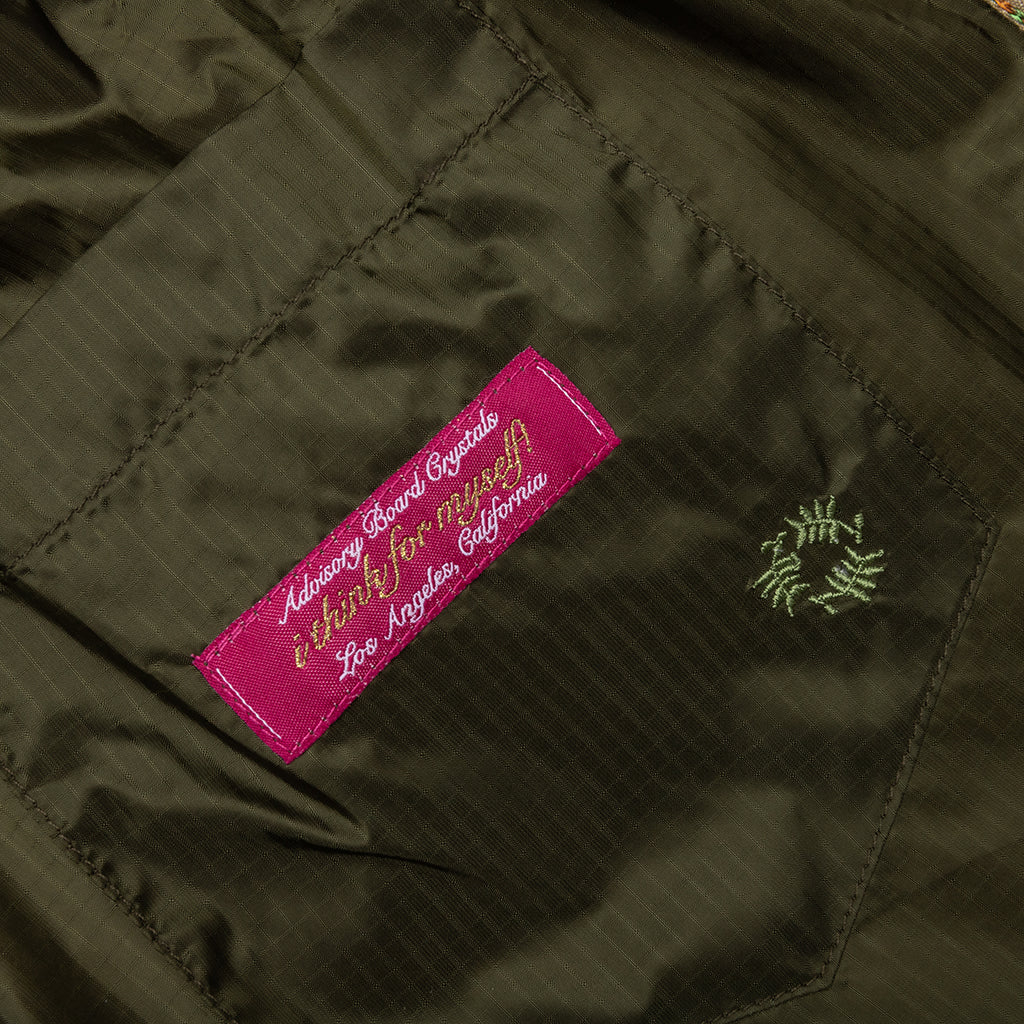 Advisory Board Crystals
i think for myself!
Los Angeles, California